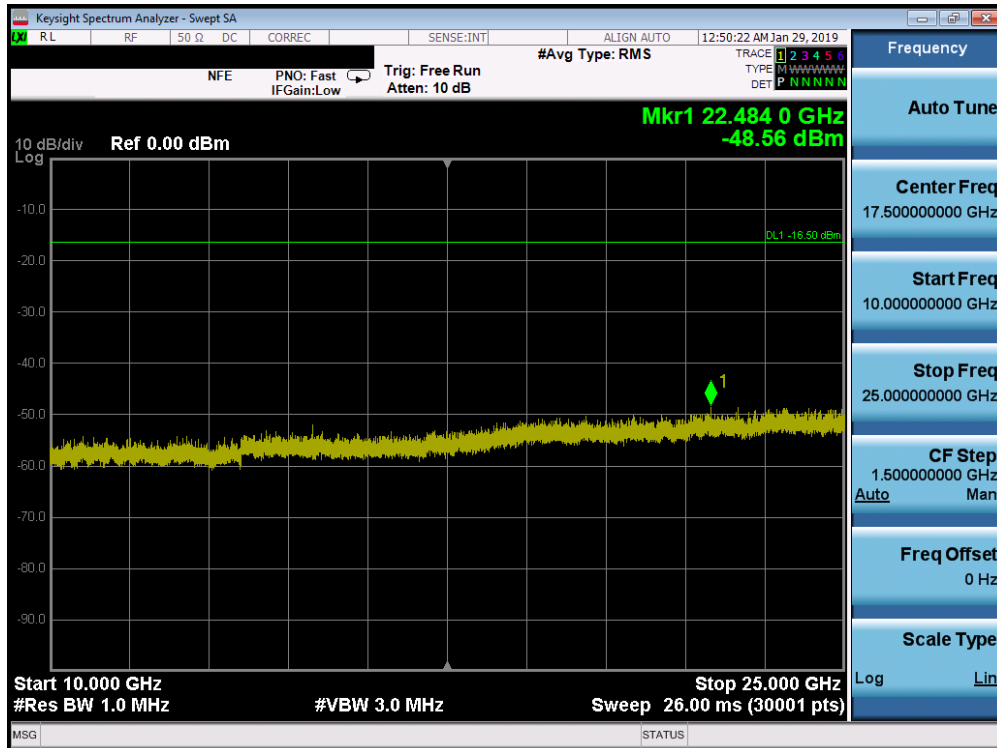 Keysight Spectrum Analyzer - Swept SA
LXI RL RF 50 Ω DC CORREC SENSE:INT ALIGN AUTO 12:50:22 AM Jan 29, 2019
NFE
PNO: Fast
IFGain:Low
Trig: Free Run
Atten: 10 dB
#Avg Type: RMS
TRACE 1 2 3 4 5 6
TYPE M WWWWW
DET P N N N N N
Mkr1 22.484 0 GHz
-48.56 dBm
10 dB/div
Log
Ref 0.00 dBm
-10.0
DL1 -16.50 dBm
-20.0
-30.0
-40.0
1
-50.0
-60.0
-70.0
-80.0
-90.0
Start 10.000 GHz
Stop 25.000 GHz
#Res BW 1.0 MHz
#VBW 3.0 MHz
Sweep 26.00 ms (30001 pts)
MSG
STATUS
Frequency
Auto Tune
Center Freq
17.500000000 GHz
Start Freq
10.000000000 GHz
Stop Freq
25.000000000 GHz
CF Step
1.500000000 GHz
Auto Man
Freq Offset
0 Hz
Scale Type
Log Lin